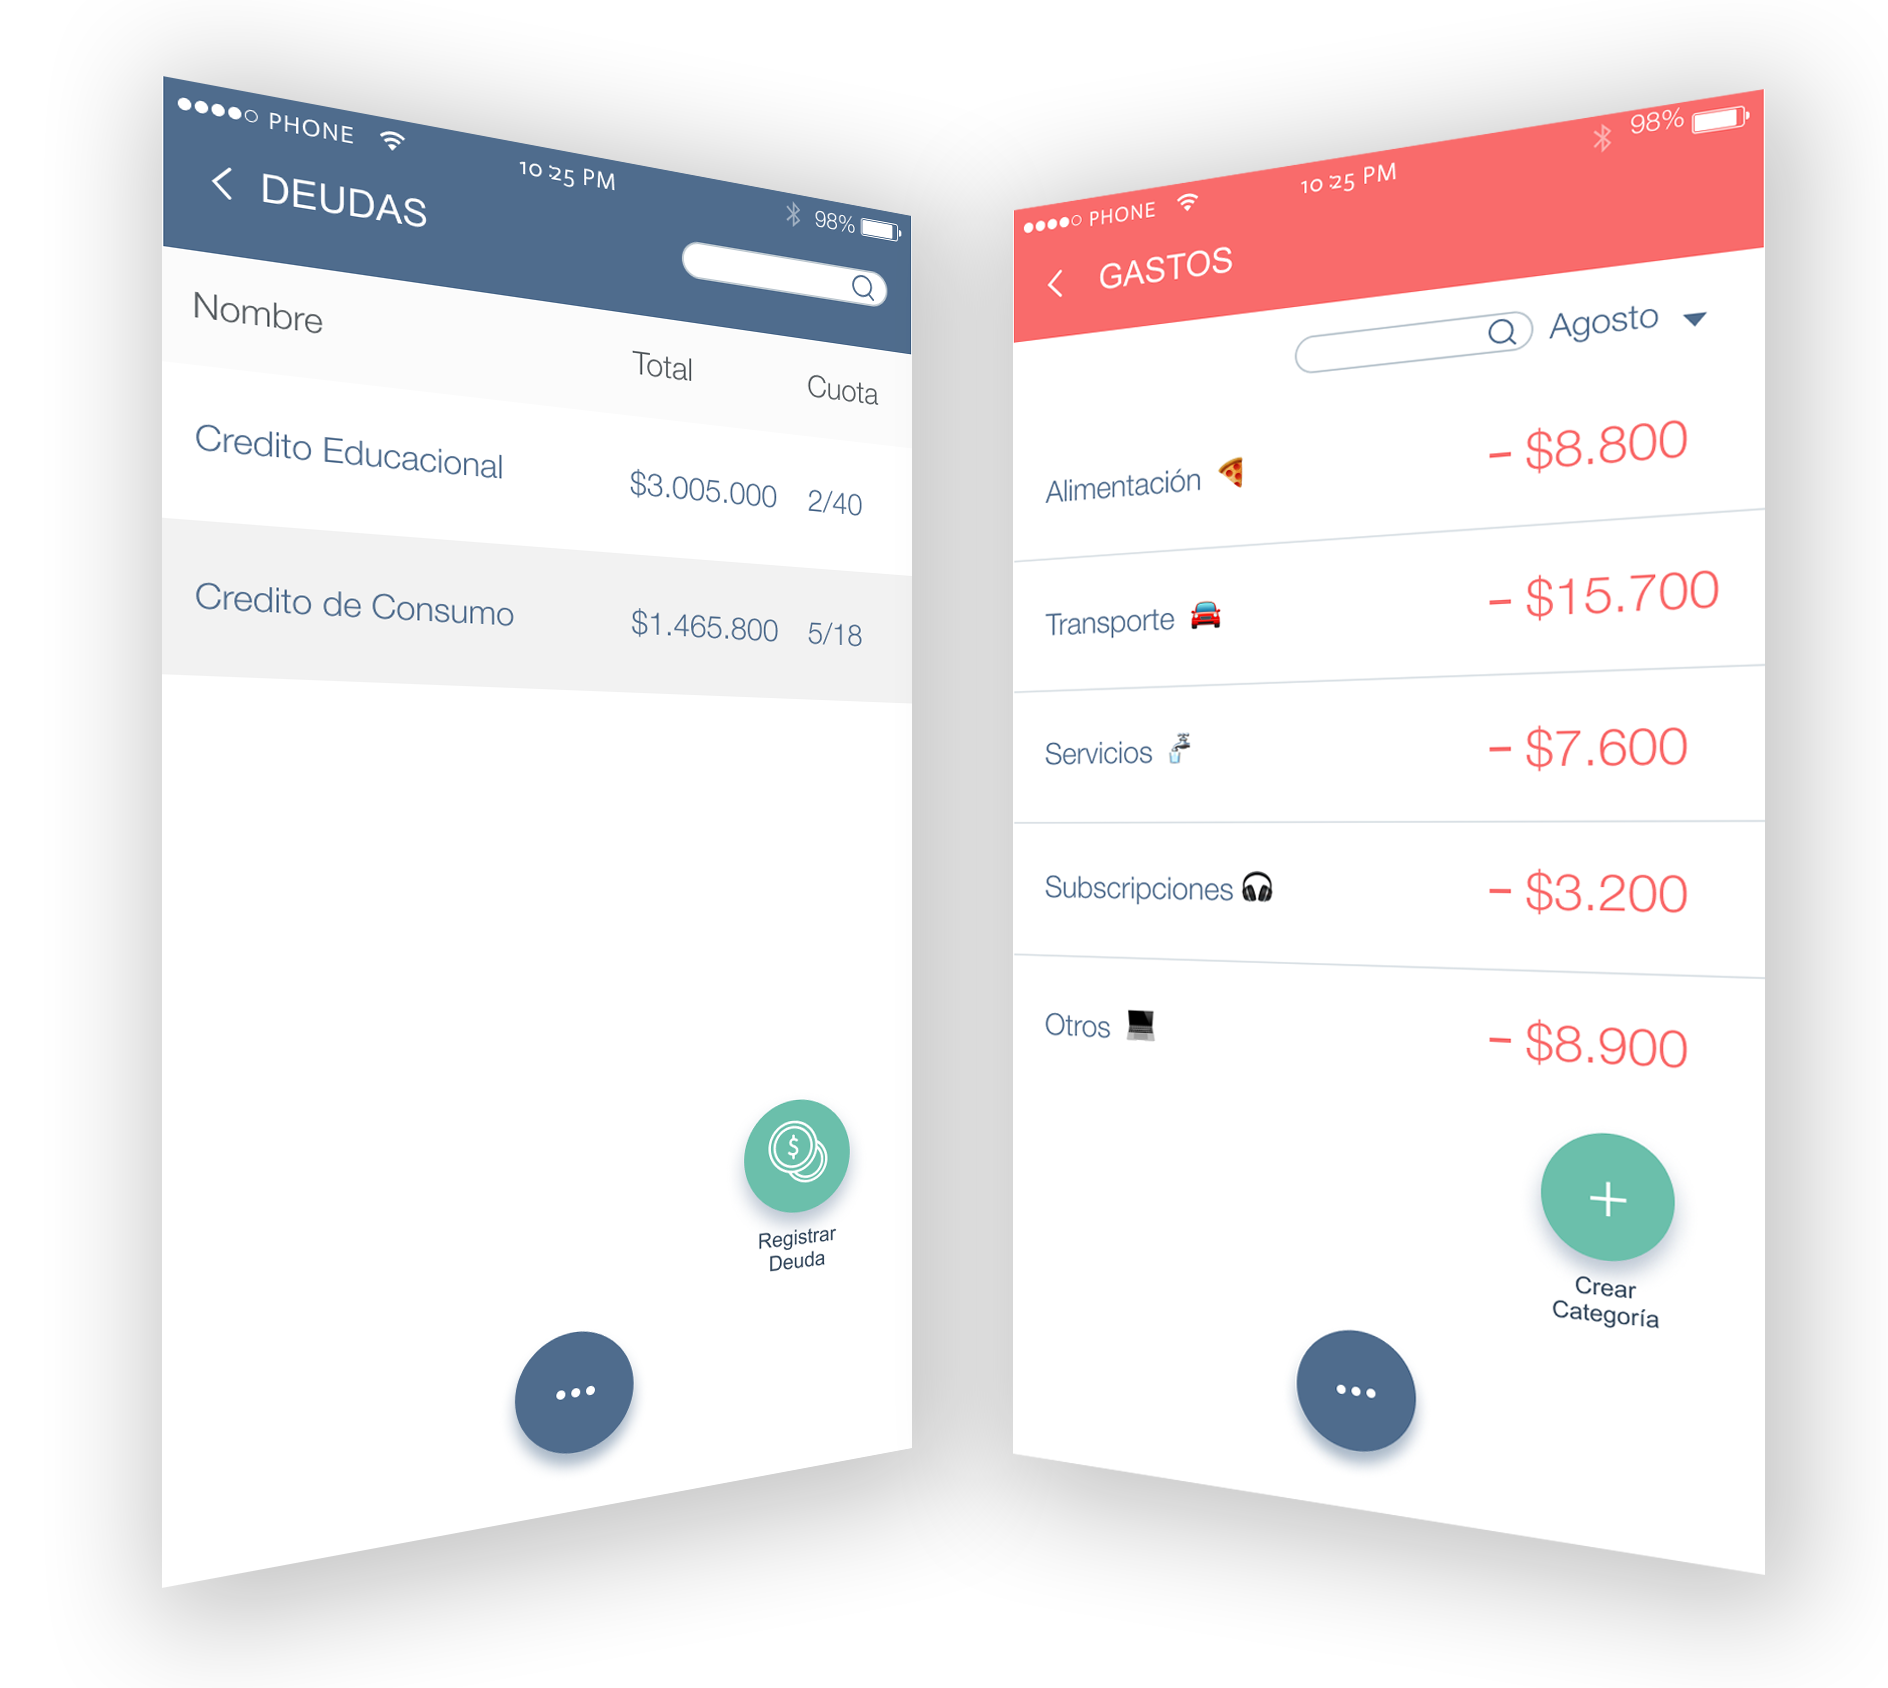 PHONE 10:25 PM 98%
DEUDAS
Nombre Total Cuota
Credito Educacional $3.005.000 2/40
Credito de Consumo $1.465.800 5/18
Registrar
Deuda
PHONE 10:25 PM 98%
GASTOS
Agosto
Alimentación - $8.800
Transporte - $15.700
Servicios - $7.600
Subscripciones - $3.200
Otros - $8.900
Crear
Categoría